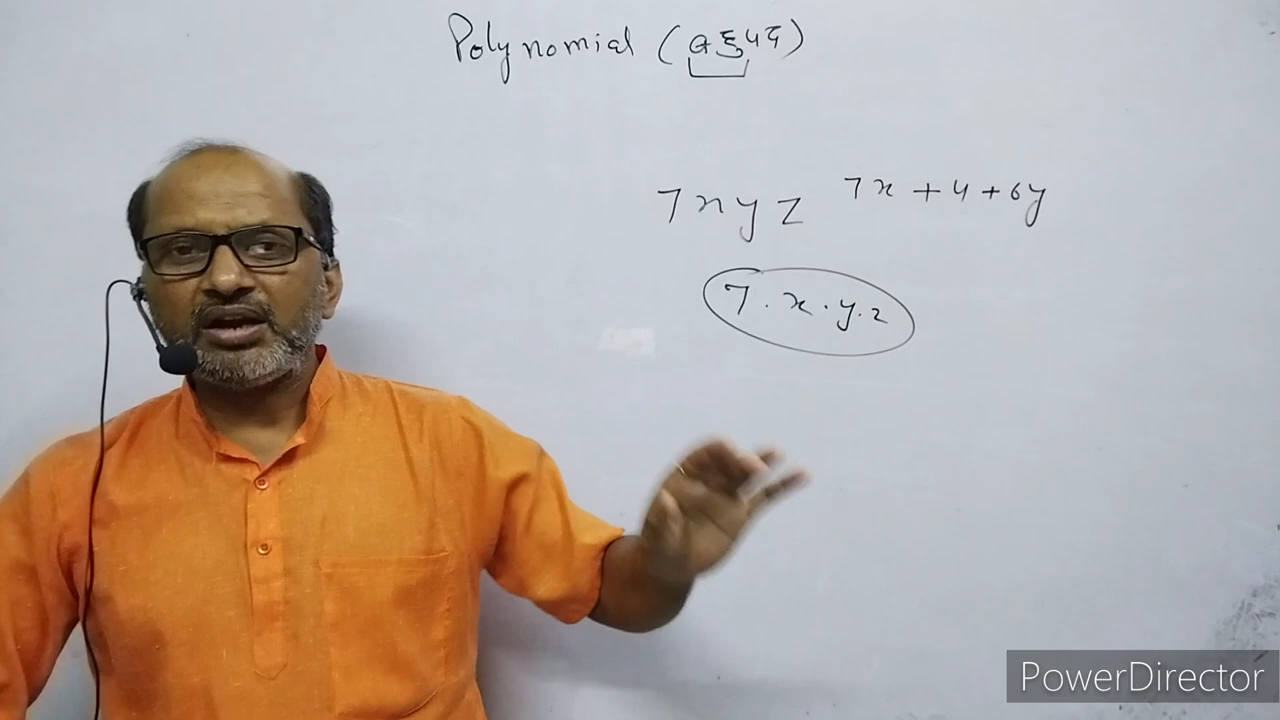 Polynomial (बहुपद)
7xyz 7x + 4 + 6y
7 . x . y . z
PowerDirector